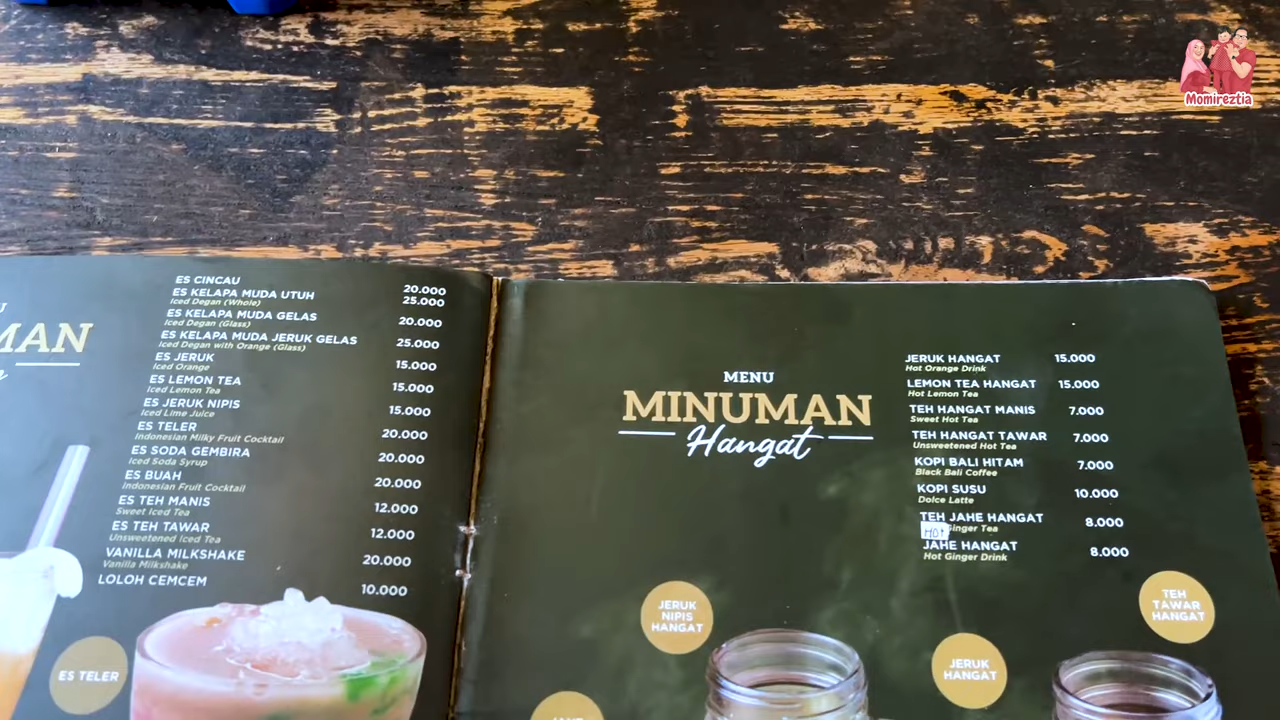 Momireztia
MAN
ES CINCAU 20.000
ES KELAPA MUDA UTUH 25.000
Iced Degan (Whole)
ES KELAPA MUDA GELAS 20.000
Iced Degan (Glass)
ES KELAPA MUDA JERUK GELAS 25.000
Iced Degan with Orange (Glass)
ES JERUK 15.000
Iced Orange
ES LEMON TEA 15.000
Iced Lemon Tea
ES JERUK NIPIS 15.000
Iced Lime Juice
ES TELER 20.000
Indonesian Milky Fruit Cocktail
ES SODA GEMBIRA 20.000
Iced Soda Syrup
ES BUAH 20.000
Indonesian Fruit Cocktail
ES TEH MANIS 12.000
Sweet Iced Tea
ES TEH TAWAR 12.000
Unsweetened Iced Tea
VANILLA MILKSHAKE 20.000
Vanilla Milkshake
LOLOH CEMCEM 10.000
ES TELER
MENU
MINUMAN
Hangat
JERUK HANGAT 15.000
Hot Orange Drink
LEMON TEA HANGAT 15.000
Hot Lemon Tea
TEH HANGAT MANIS 7.000
Sweet Hot Tea
TEH HANGAT TAWAR 7.000
Unsweetened Hot Tea
KOPI BALI HITAM 7.000
Black Bali Coffee
KOPI SUSU 10.000
Dolce Latte
TEH JAHE HANGAT 8.000
HOT Ginger Tea
JAHE HANGAT 8.000
Hot Ginger Drink
JERUK
NIPIS
HANGAT
JERUK
HANGAT
TEH
TAWAR
HANGAT